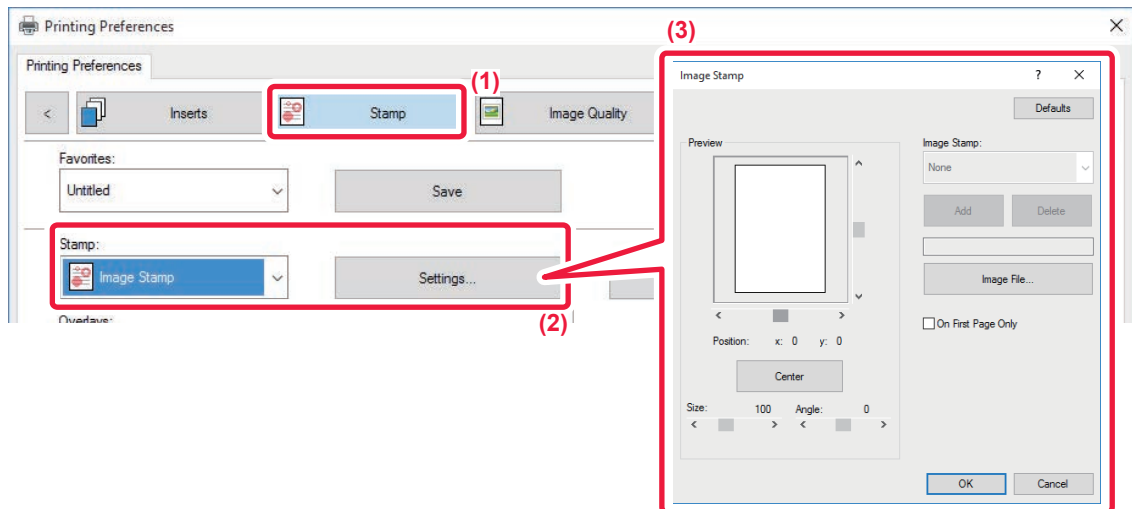 Printing Preferences
Printing Preferences
(1)
< Inserts Stamp Image Quality
Favorites:
Untitled Save
Stamp:
Image Stamp Settings...
(2)
Overlays:
(3)
Image Stamp ? X
Defaults
Preview
Image Stamp:
None
Add Delete
Image File...
On First Page Only
Position: x: 0 y: 0
Center
Size: 100 Angle: 0
< > < >
OK Cancel